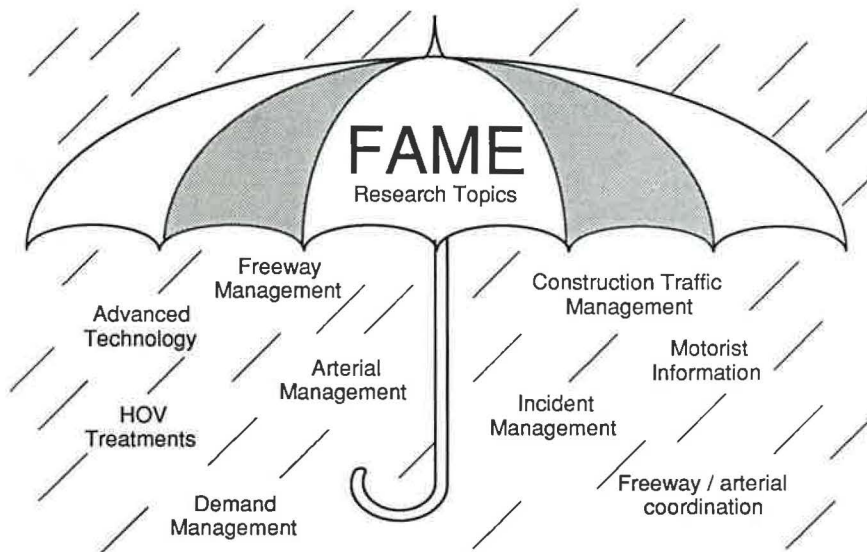 FAME
Research Topics
Freeway
Management
Construction Traffic
Management
Advanced
Technology
Motorist
Information
Arterial
Management
HOV
Treatments
Incident
Management
Demand
Management
Freeway / arterial
coordination